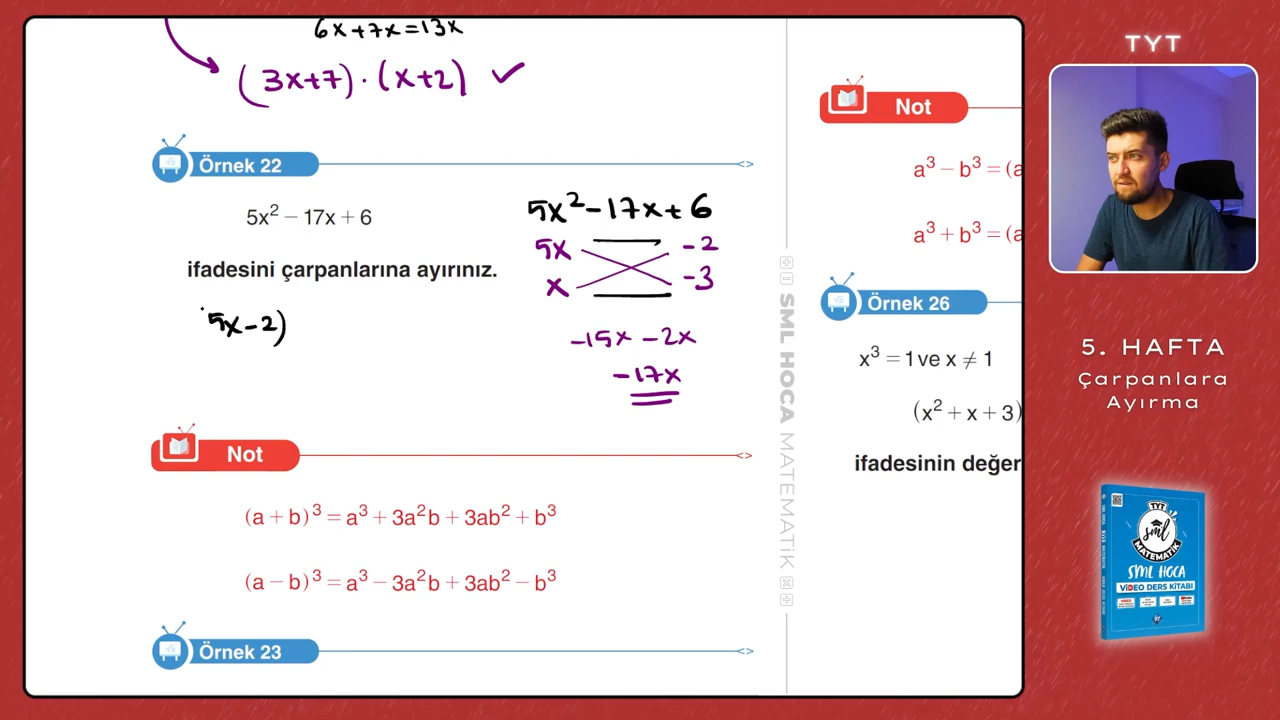 6x+7x=13x
(3x+7)·(x+2) ✓
Örnek 22
5x² − 17x + 6
ifadesini çarpanlarına ayırınız.
5x−2)
5x²−17x+6
5x −2
x −3
−15x −2x
−17x
Not
(a + b)³ = a³ + 3a²b + 3ab² + b³
(a − b)³ = a³ − 3a²b + 3ab² − b³
Örnek 23
SML HOCA MATEMATİK
Not
a³ − b³ = (a
a³ + b³ = (a
Örnek 26
x³ = 1 ve x ≠ 1
(x² + x + 3)
ifadesinin değer
TYT
5. HAFTA
Çarpanlara
Ayırma
TYT
sml
MATEMATİK
SML HOCA
VİDEO DERS KİTABI